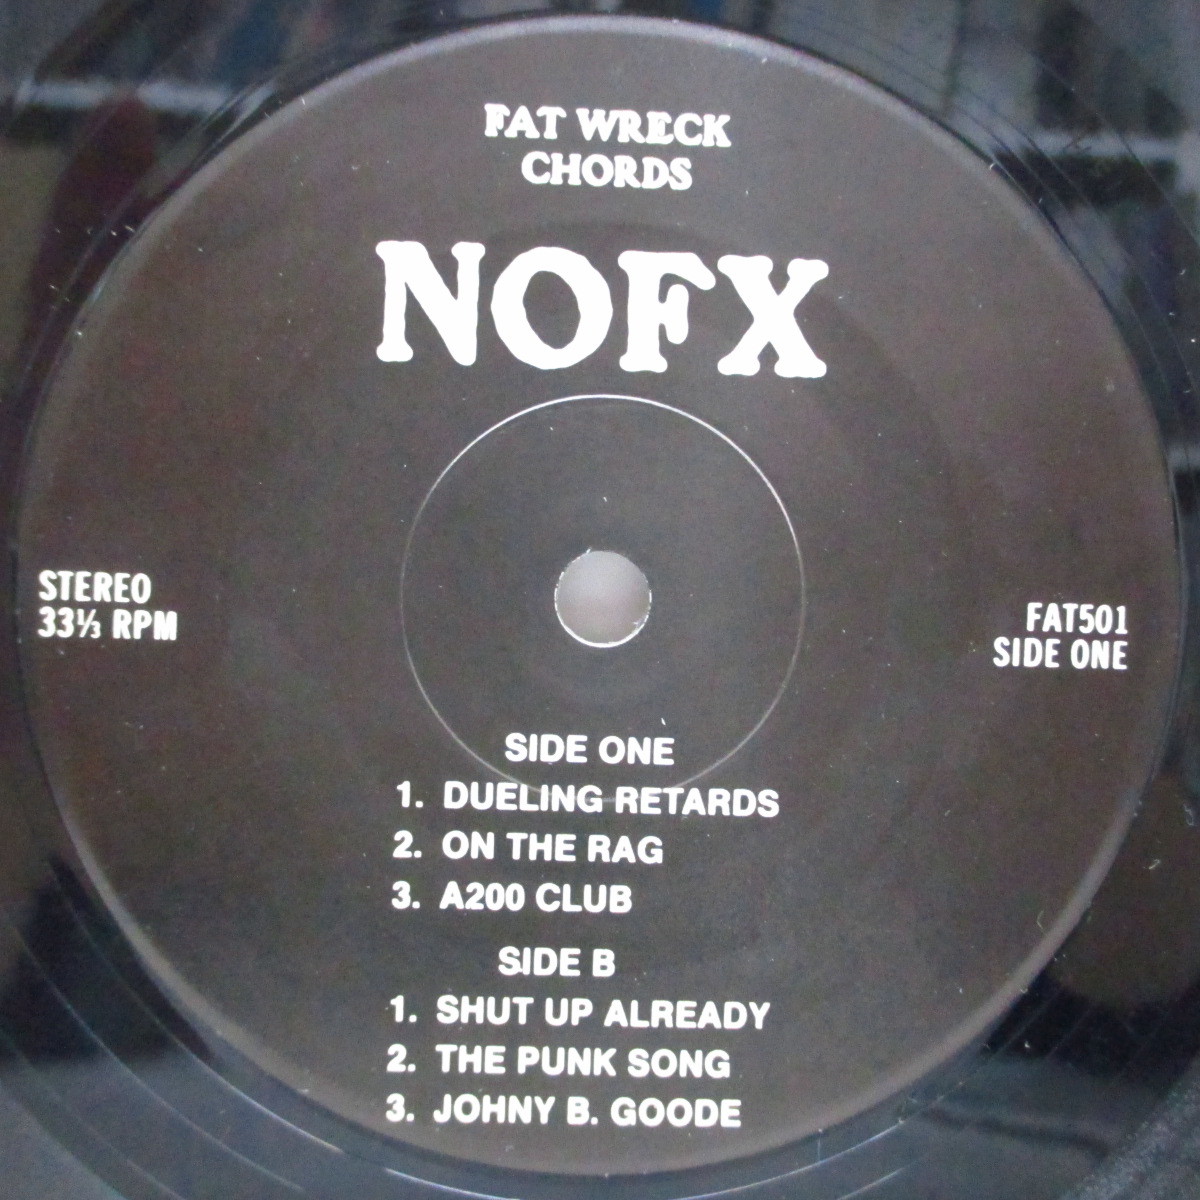 FAT WRECK
CHORDS
NOFX
STEREO
33⅓ RPM
FAT501
SIDE ONE
SIDE ONE
1. DUELING RETARDS
2. ON THE RAG
3. A200 CLUB
SIDE B
1. SHUT UP ALREADY
2. THE PUNK SONG
3. JOHNY B. GOODE